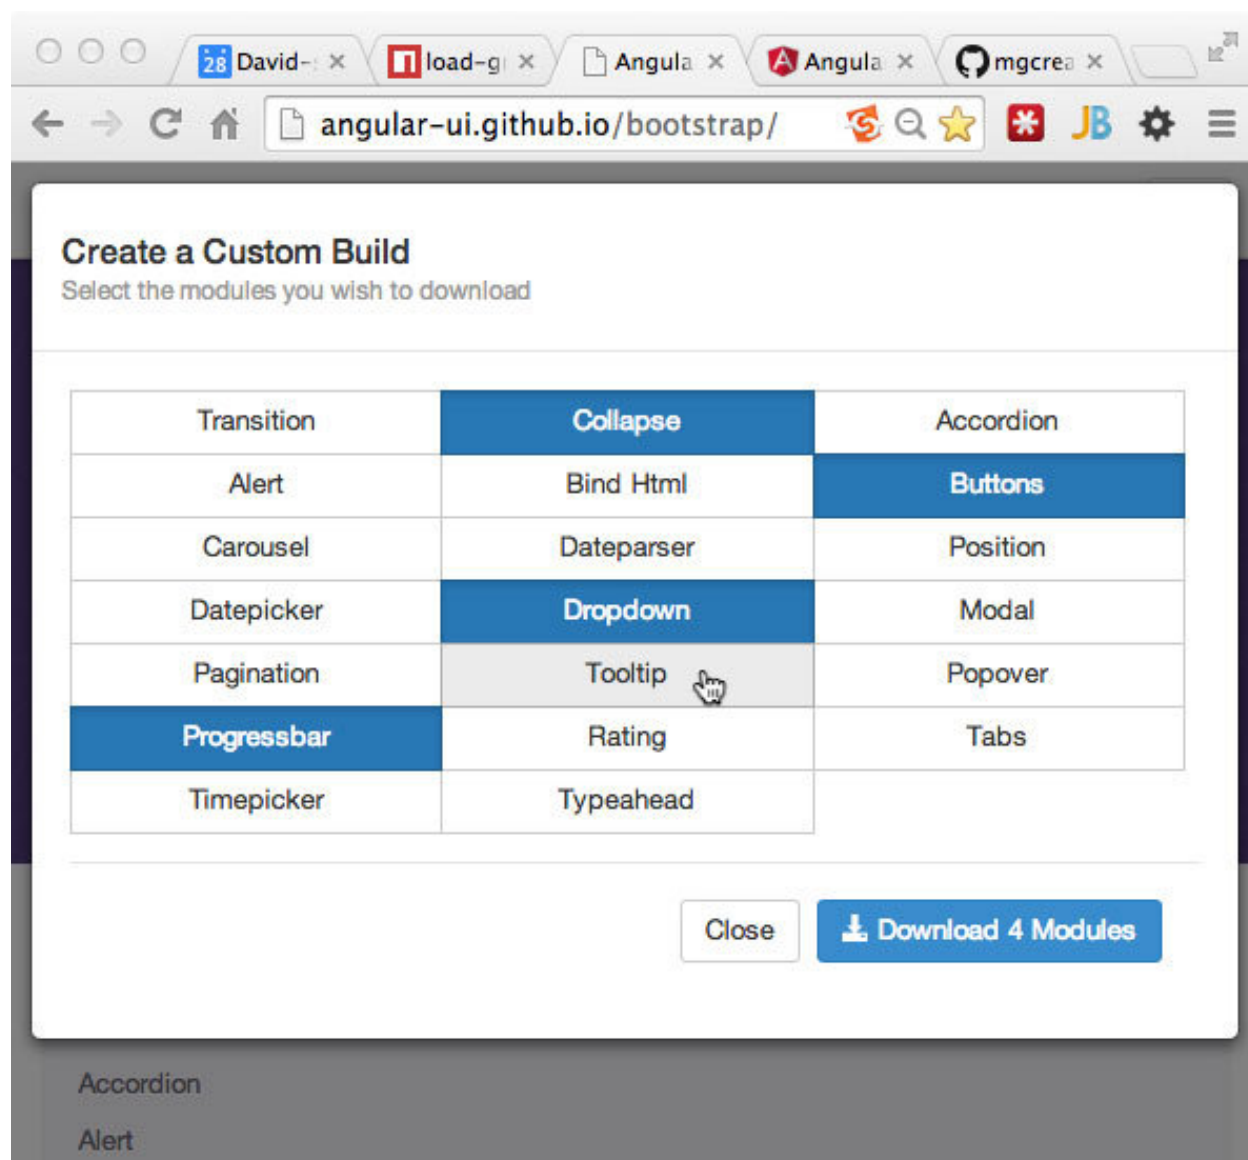 28 David- load-g Angula Angula mgcrea
angular-ui.github.io/bootstrap/ JB
Create a Custom Build
Select the modules you wish to download
Transition Collapse Accordion
Alert Bind Html Buttons
Carousel Dateparser Position
Datepicker Dropdown Modal
Pagination Tooltip Popover
Progressbar Rating Tabs
Timepicker Typeahead
Close Download 4 Modules
Accordion
Alert